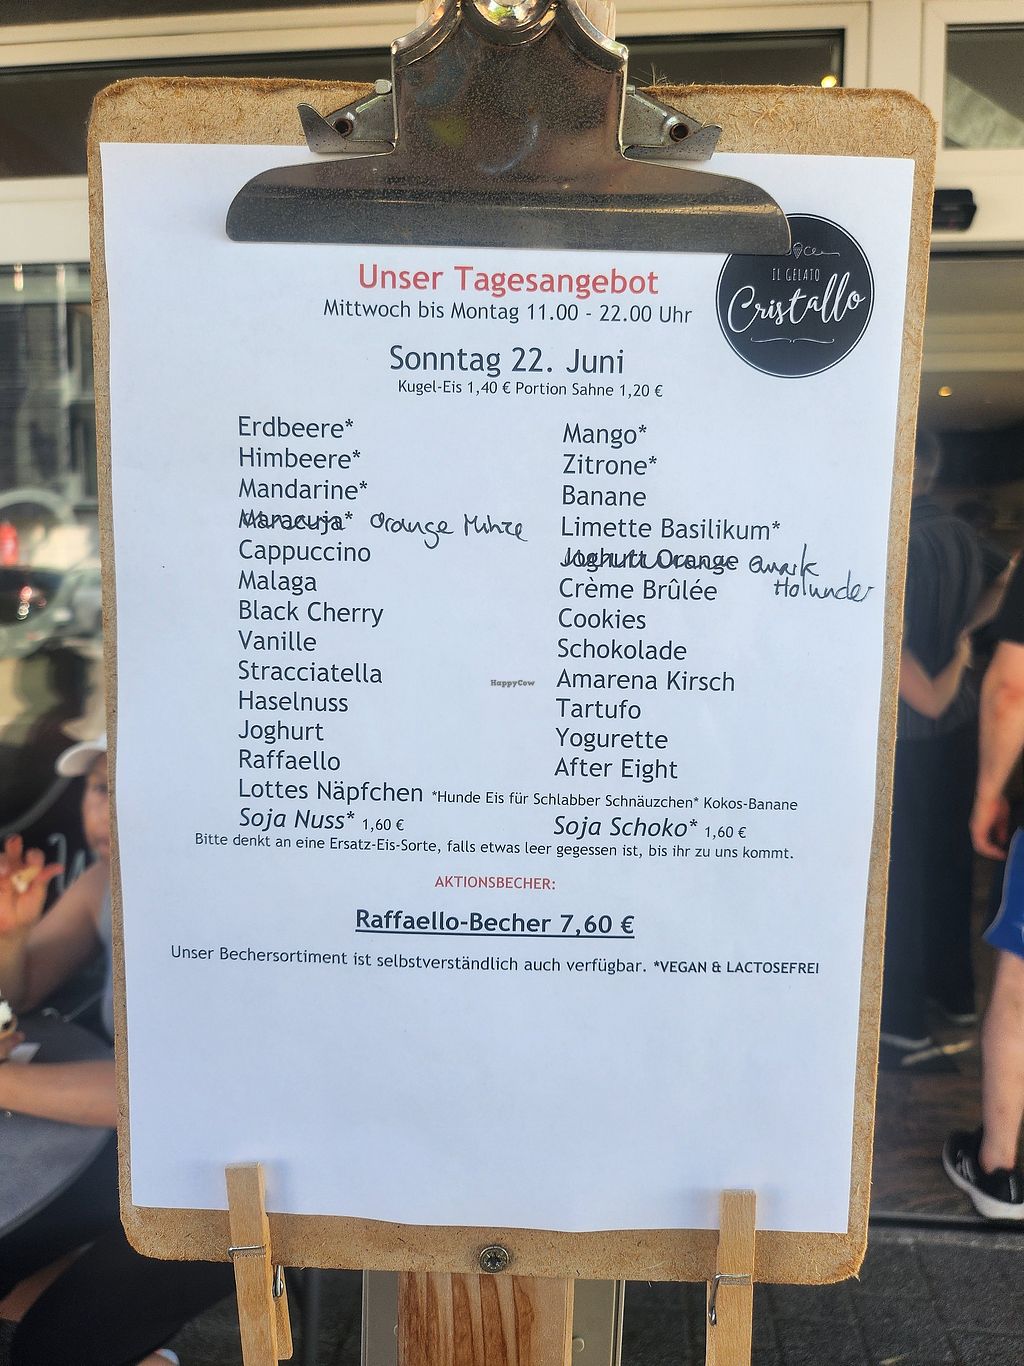 Dolce
IL GELATO
Cristallo
Unser Tagesangebot
Mittwoch bis Montag 11.00 - 22.00 Uhr
Sonntag 22. Juni
Kugel-Eis 1,40 € Portion Sahne 1,20 €
Erdbeere*
Himbeere*
Mandarine*
Maracuja* Orange Minze
Cappuccino
Malaga
Black Cherry
Vanille
Stracciatella
Haselnuss
Joghurt
Raffaello
Mango*
Zitrone*
Banane
Limette Basilikum*
Joghurt Orange Quark
Holunder
Crème Brûlée
Cookies
Schokolade
Amarena Kirsch
Tartufo
Yogurette
After Eight
Lottes Näpfchen *Hunde Eis für Schlabber Schnäuzchen* Kokos-Banane
Soja Nuss* 1,60 €
Soja Schoko* 1,60 €
Bitte denkt an eine Ersatz-Eis-Sorte, falls etwas leer gegessen ist, bis ihr zu uns kommt.
AKTIONSBECHER:
Raffaello-Becher 7,60 €
Unser Bechersortiment ist selbstverständlich auch verfügbar. *VEGAN & LACTOSEFREI
HappyCow